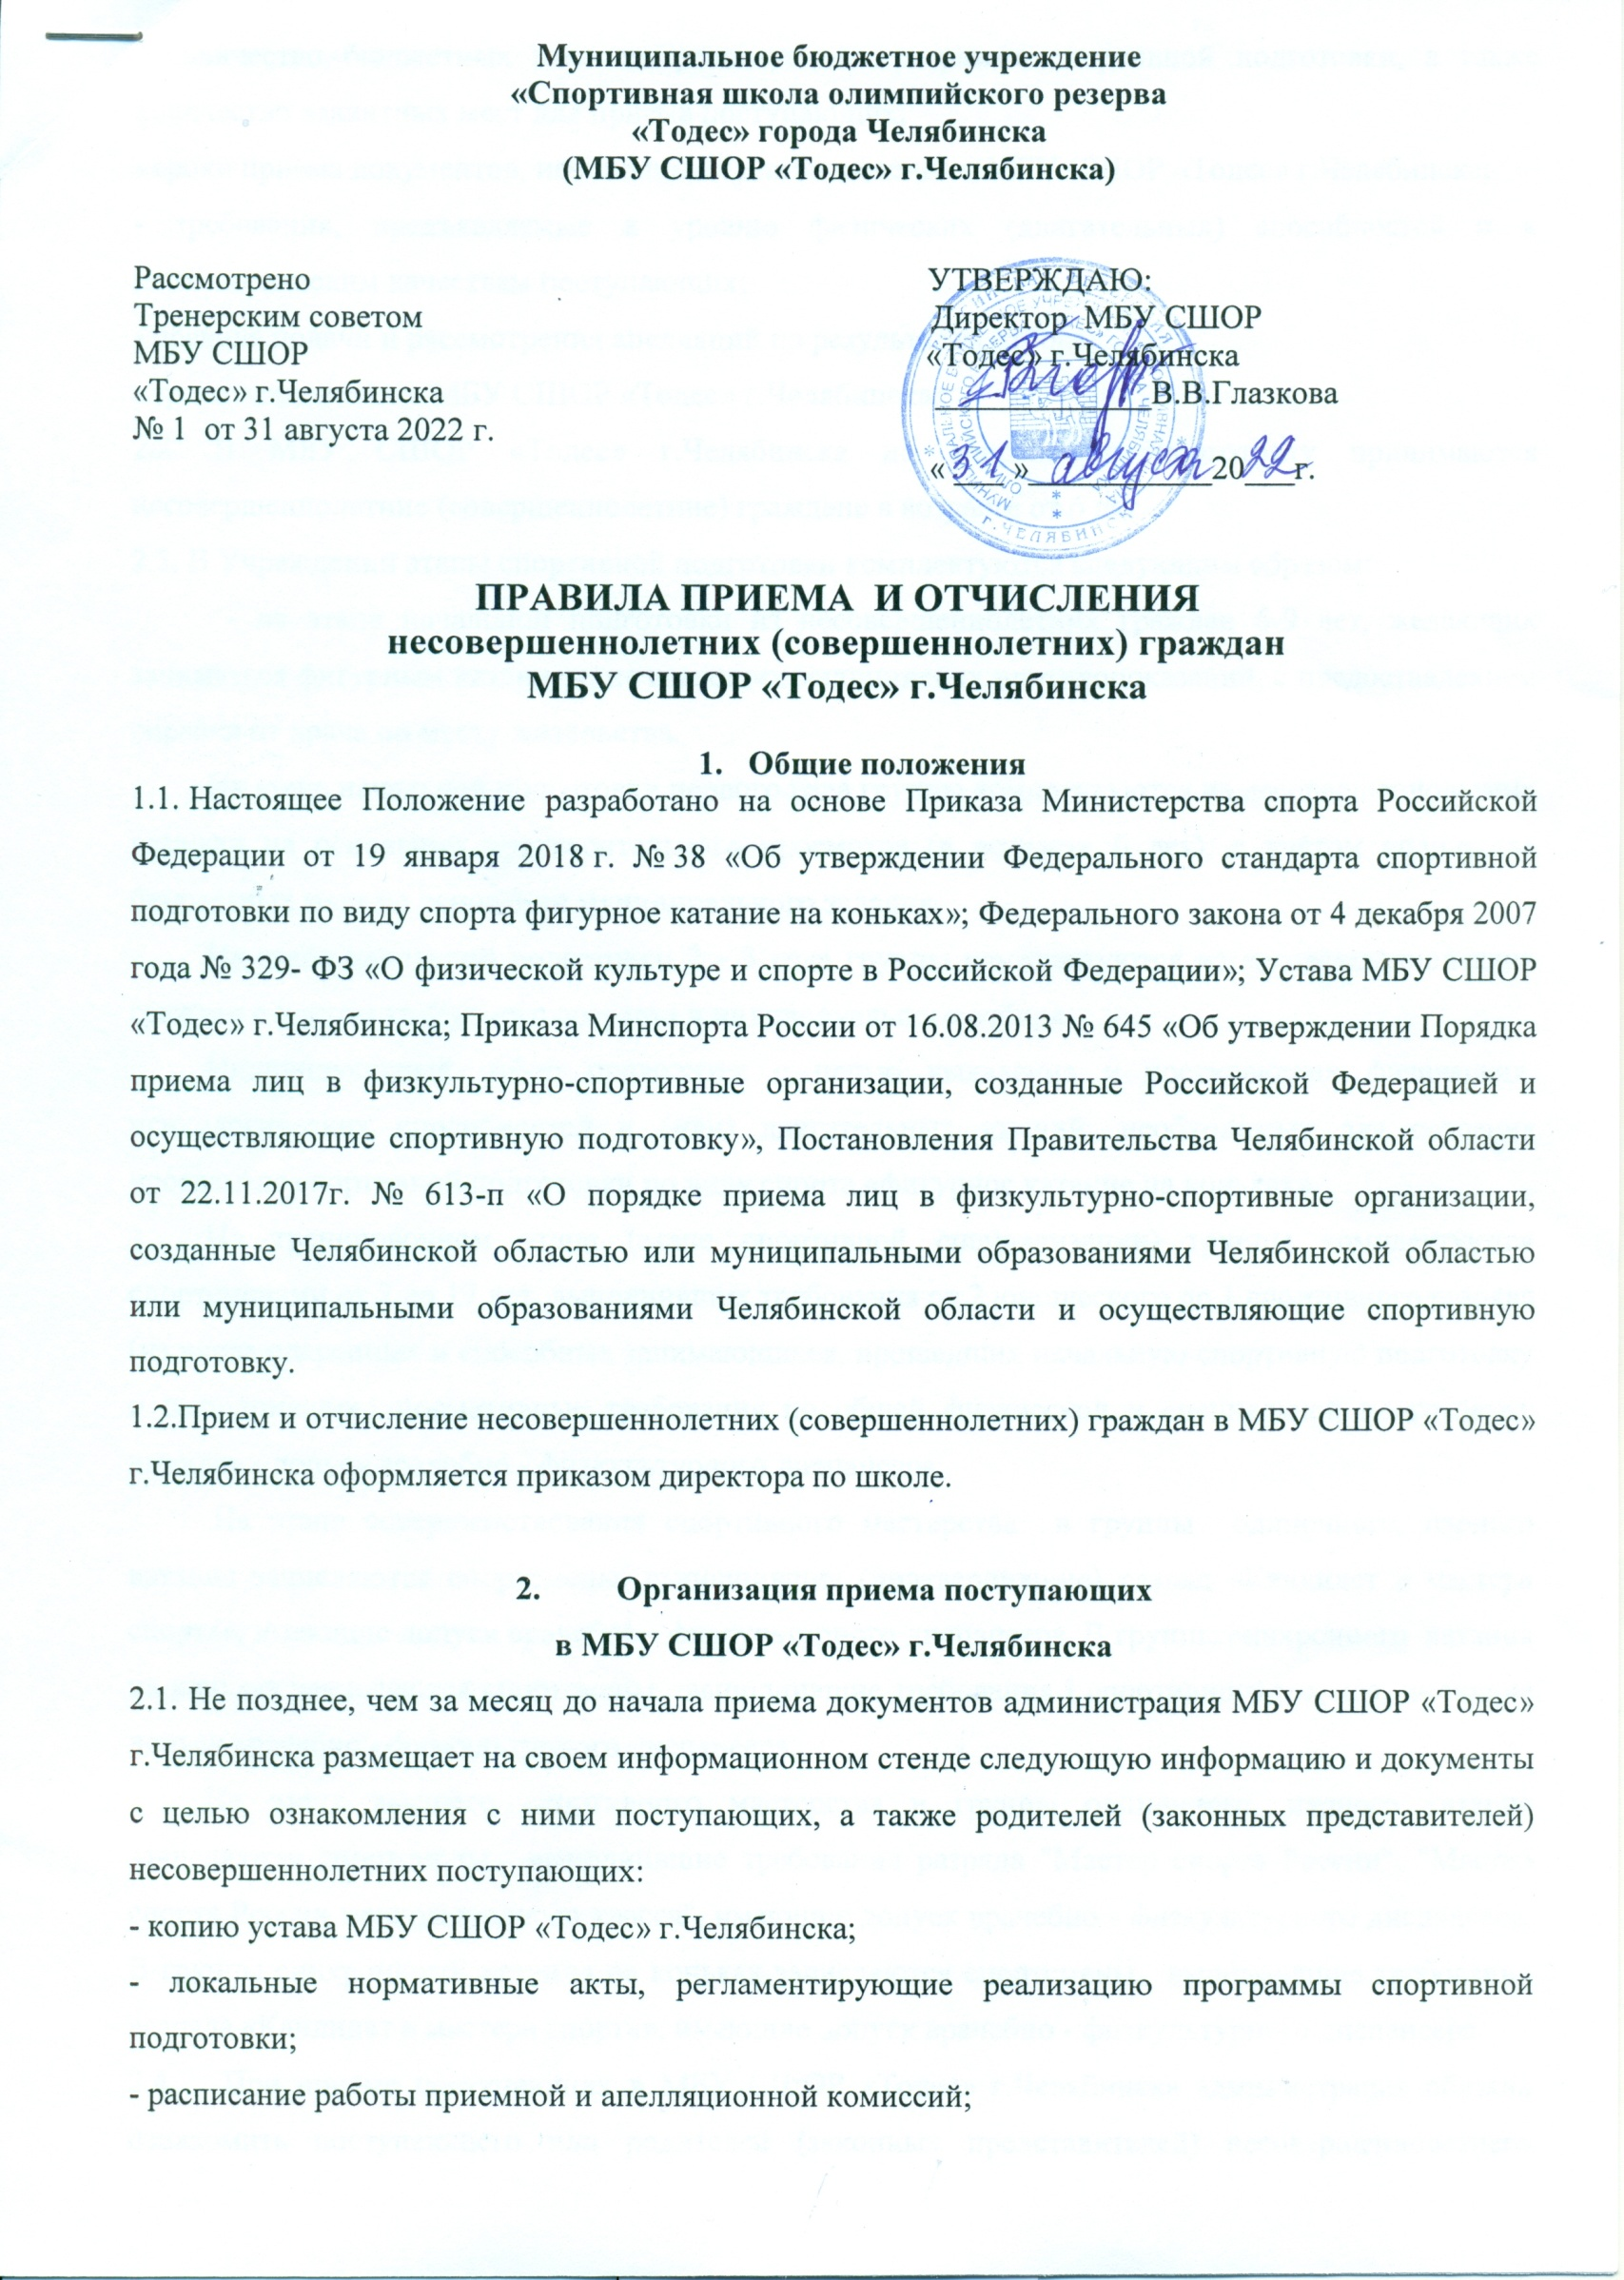 Муниципальное бюджетное учреждение
«Спортивная школа олимпийского резерва
«Тодес» города Челябинска
(МБУ СШОР «Тодес» г.Челябинска)
Рассмотрено
Тренерским советом
МБУ СШОР
«Тодес» г.Челябинска
№ 1 от 31 августа 2022 г.
УТВЕРЖДАЮ:
Директор МБУ СШОР
«Тодес» г.Челябинска
В.В.Глазкова
«31» августа 2022 г.
ПРАВИЛА ПРИЕМА И ОТЧИСЛЕНИЯ
несовершеннолетних (совершеннолетних) граждан
МБУ СШОР «Тодес» г.Челябинска
1. Общие положения
1.1. Настоящее Положение разработано на основе Приказа Министерства спорта Российской
Федерации от 19 января 2018 г. № 38 «Об утверждении Федерального стандарта спортивной
подготовки по виду спорта фигурное катание на коньках»; Федерального закона от 4 декабря 2007
года № 329- ФЗ «О физической культуре и спорте в Российской Федерации»; Устава МБУ СШОР
«Тодес» г.Челябинска; Приказа Минспорта России от 16.08.2013 № 645 «Об утверждении Порядка
приема лиц в физкультурно-спортивные организации, созданные Российской Федерацией и
осуществляющие спортивную подготовку», Постановления Правительства Челябинской области
от 22.11.2017г. № 613-п «О порядке приема лиц в физкультурно-спортивные организации,
созданные Челябинской областью или муниципальными образованиями Челябинской областью
или муниципальными образованиями Челябинской области и осуществляющие спортивную
подготовку.
1.2.Прием и отчисление несовершеннолетних (совершеннолетних) граждан в МБУ СШОР «Тодес»
г.Челябинска оформляется приказом директора по школе.
2. Организация приема поступающих
в МБУ СШОР «Тодес» г.Челябинска
2.1. Не позднее, чем за месяц до начала приема документов администрация МБУ СШОР «Тодес»
г.Челябинска размещает на своем информационном стенде следующую информацию и документы
с целью ознакомления с ними поступающих, а также родителей (законных представителей)
несовершеннолетних поступающих:
- копию устава МБУ СШОР «Тодес» г.Челябинска;
- локальные нормативные акты, регламентирующие реализацию программы спортивной
подготовки;
- расписание работы приемной и апелляционной комиссий;